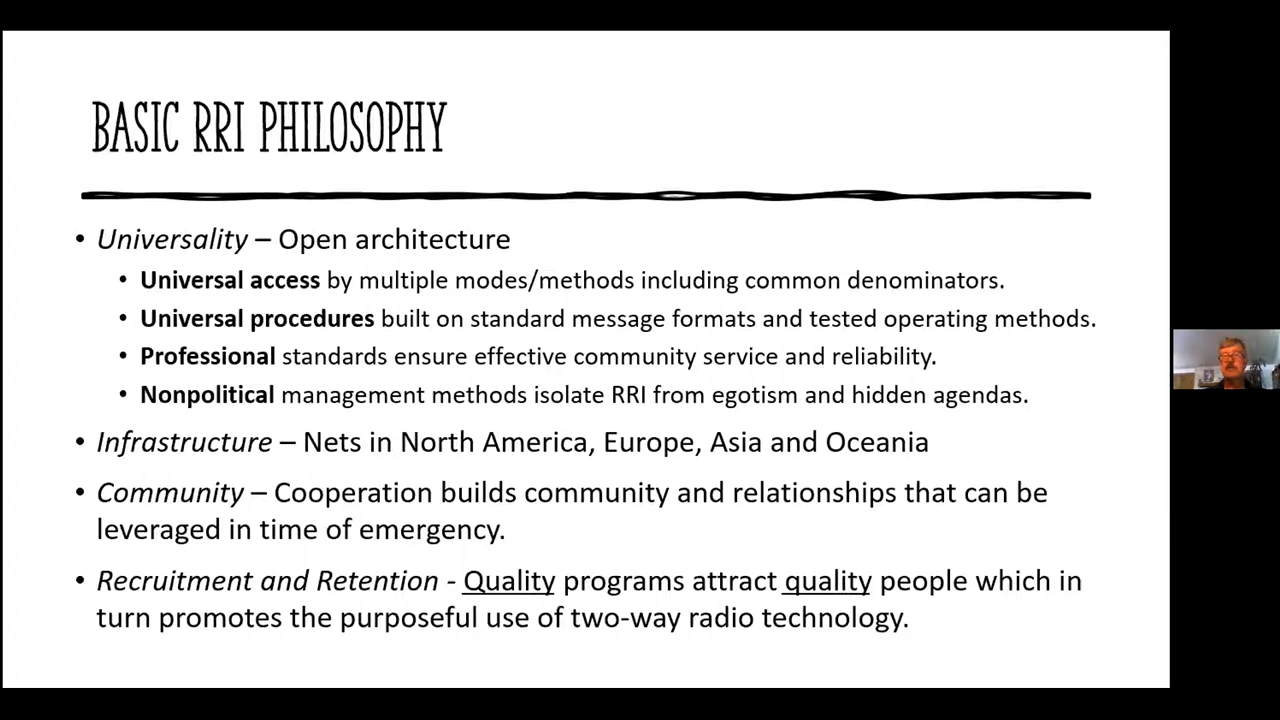 BASIC RRI PHILOSOPHY
• Universality – Open architecture
• Universal access by multiple modes/methods including common denominators.
• Universal procedures built on standard message formats and tested operating methods.
• Professional standards ensure effective community service and reliability.
• Nonpolitical management methods isolate RRI from egotism and hidden agendas.
• Infrastructure – Nets in North America, Europe, Asia and Oceania
• Community – Cooperation builds community and relationships that can be
leveraged in time of emergency.
• Recruitment and Retention - Quality programs attract quality people which in
turn promotes the purposeful use of two-way radio technology.